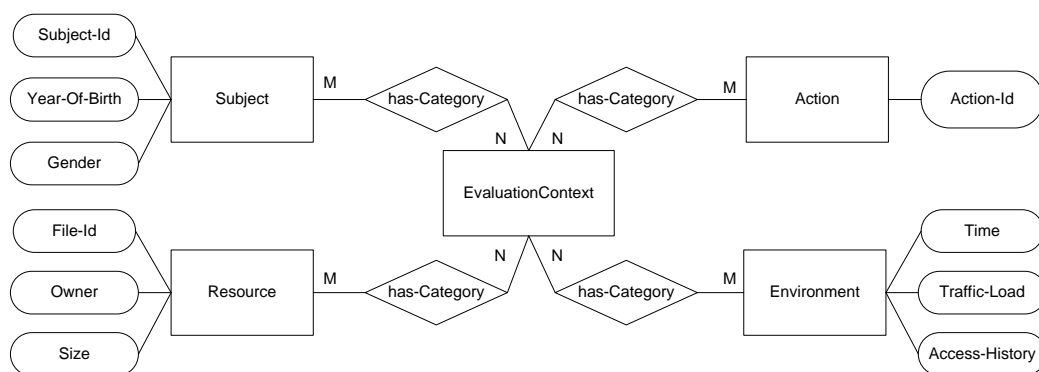 Subject-Id
Year-Of-Birth
Gender
Subject
M
has-Category
N
has-Category
N
M
Action
Action-Id
EvaluationContext
File-Id
Owner
Size
Resource
M
has-Category
N
N
has-Category
M
Environment
Time
Traffic-Load
Access-History